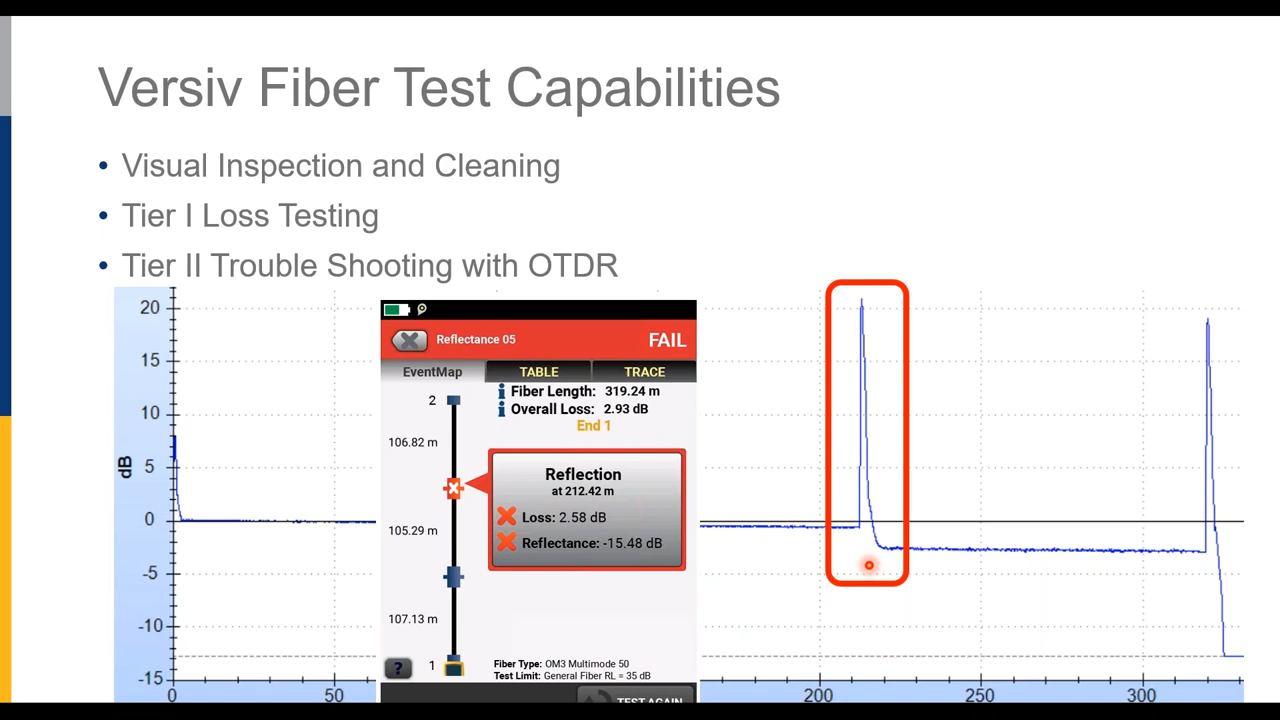 Versiv Fiber Test Capabilities
• Visual Inspection and Cleaning
• Tier I Loss Testing
• Tier II Trouble Shooting with OTDR
20
15
10
5
0
-5
-10
-15
dB
0
50
200
250
300
Reflectance 05
FAIL
EventMap
TABLE
TRACE
Fiber Length: 319.24 m
Overall Loss: 2.93 dB
End 1
2
106.82 m
105.29 m
107.13 m
1
Reflection
at 212.42 m
Loss: 2.58 dB
Reflectance: -15.48 dB
?
Fiber Type: OM3 Multimode 50
Test Limit: General Fiber RL = 35 dB
TEST AGAIN